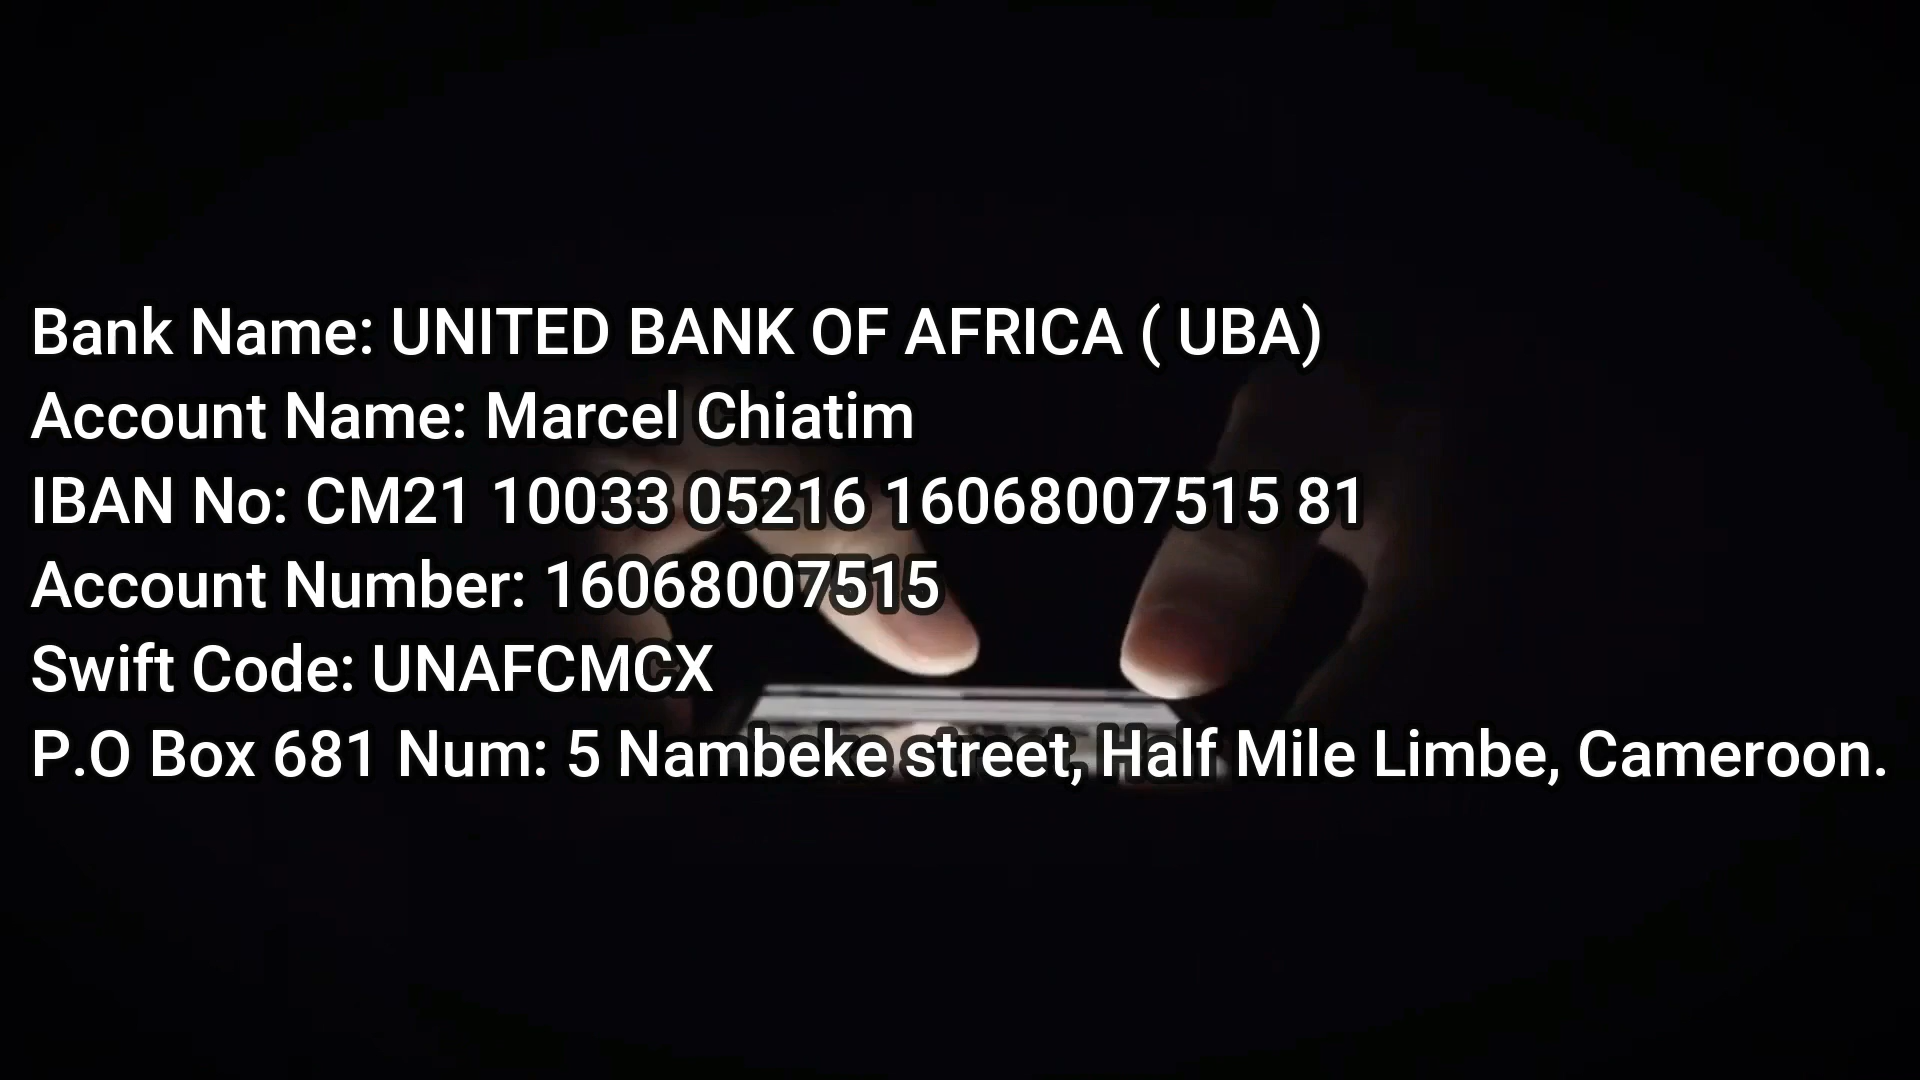 Bank Name: UNITED BANK OF AFRICA ( UBA)
Account Name: Marcel Chiatim
IBAN No: CM21 10033 05216 16068007515 81
Account Number: 16068007515
Swift Code: UNAFCMCX
P.O Box 681 Num: 5 Nambeke street, Half Mile Limbe, Cameroon.